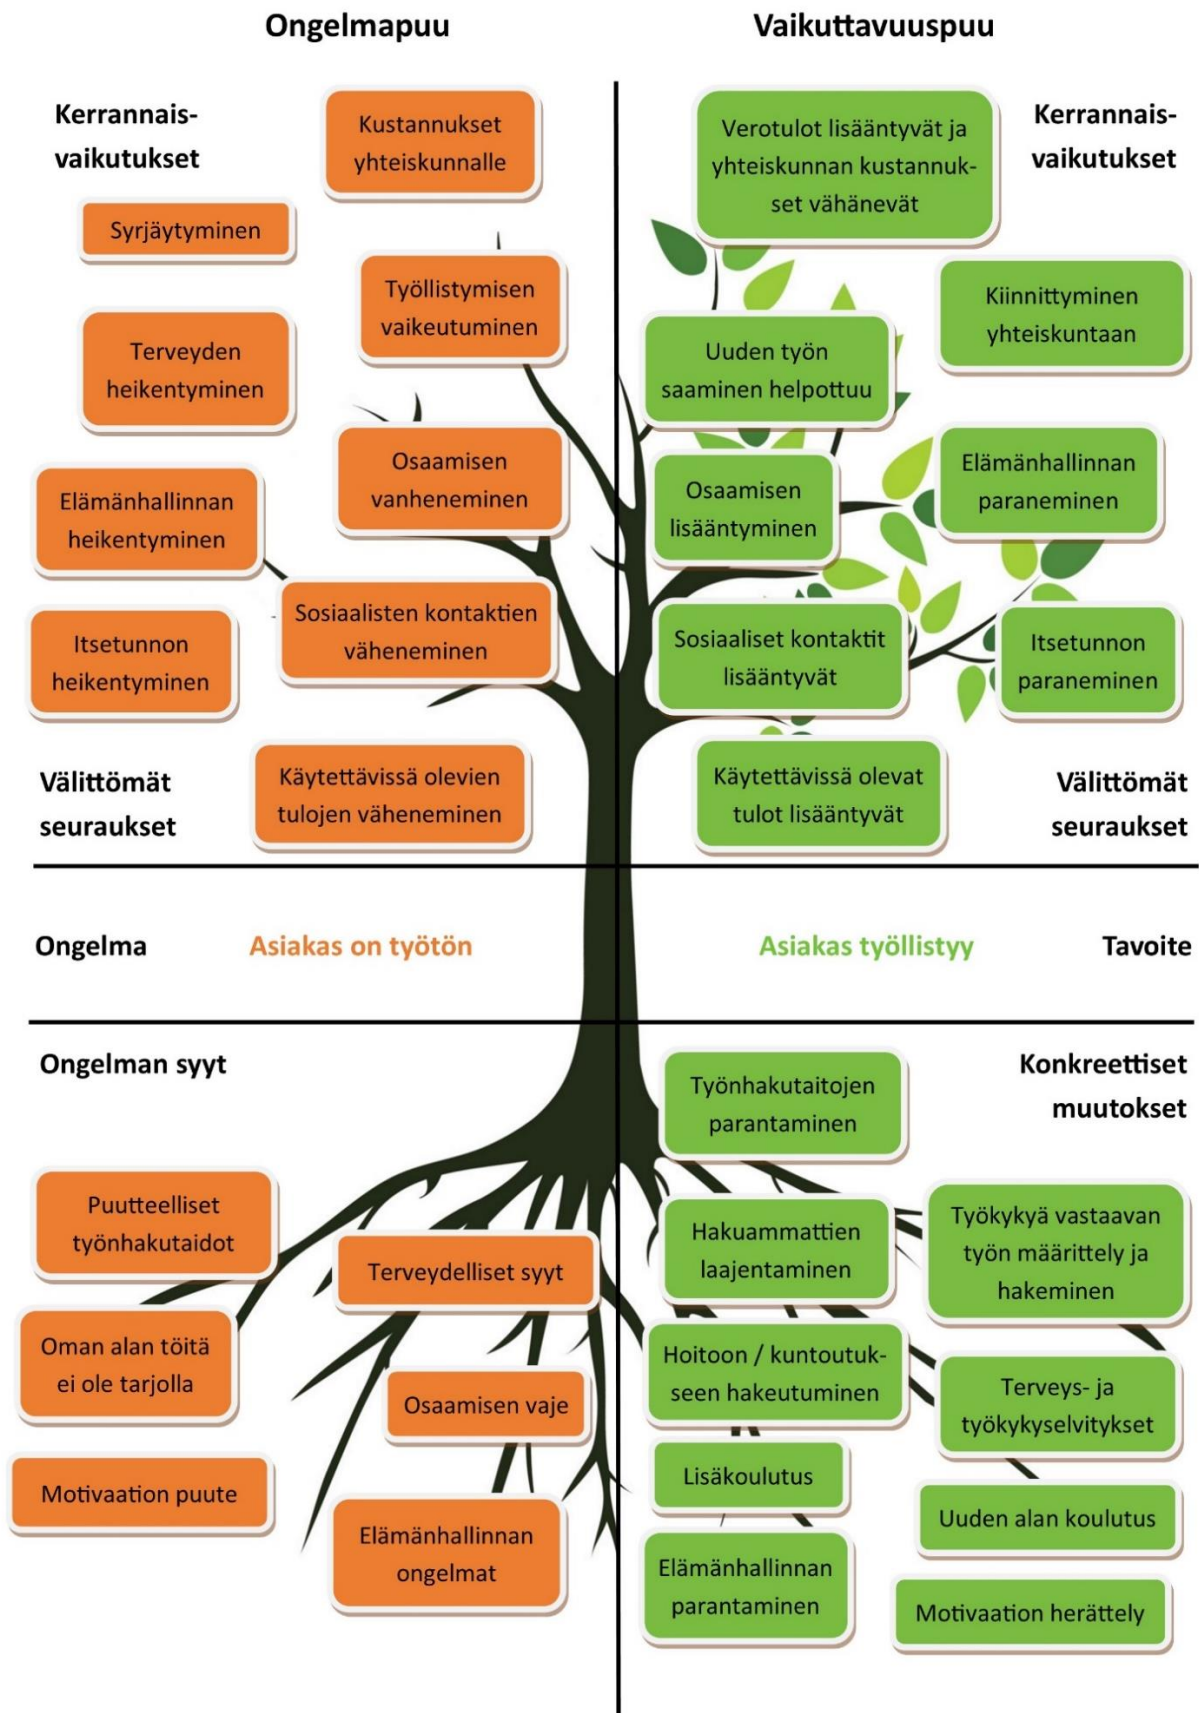 Ongelmapuu
Kerrannais-
vaikutukset
Kustannukset
yhteiskunnalle
Syrjäytyminen
Työllistymisen
vaikeutuminen
Terveyden
heikentyminen
Osaamisen
vanheneminen
Elämänhallinnan
heikentyminen
Sosiaalisten kontaktien
väheneminen
Itsetunnon
heikentyminen
Käytettävissä olevien
tulojen väheneminen
Välittömät
seuraukset
Vaikuttavuuspuu
Verotulot lisääntyvät ja
yhteiskunnan kustannuk-
set vähänevät
Kerrannais-
vaikutukset
Kiinnittyminen
yhteiskuntaan
Uuden työn
saaminen helpottuu
Elämänhallinnan
paraneminen
Osaamisen
lisääntyminen
Sosiaaliset kontaktit
lisääntyvät
Itsetunnon
paraneminen
Käytettävissä olevat
tulot lisääntyvät
Välittömät
seuraukset
Ongelma
Asiakas on työtön
Asiakas työllistyy
Tavoite
Ongelman syyt
Puutteelliset
työnhakutaidot
Terveydelliset syyt
Oman alan töitä
ei ole tarjolla
Osaamisen vaje
Motivaation puute
Elämänhallinnan
ongelmat
Konkreettiset
muutokset
Työnhakutaitojen
parantaminen
Hakuammattien
laajentaminen
Työkykyä vastaavan
työn määrittely ja
hakeminen
Hoitoon / kuntoutuk-
seen hakeutuminen
Terveys- ja
työkykyselvitykset
Lisäkoulutus
Uuden alan koulutus
Elämänhallinnan
parantaminen
Motivaation herättely